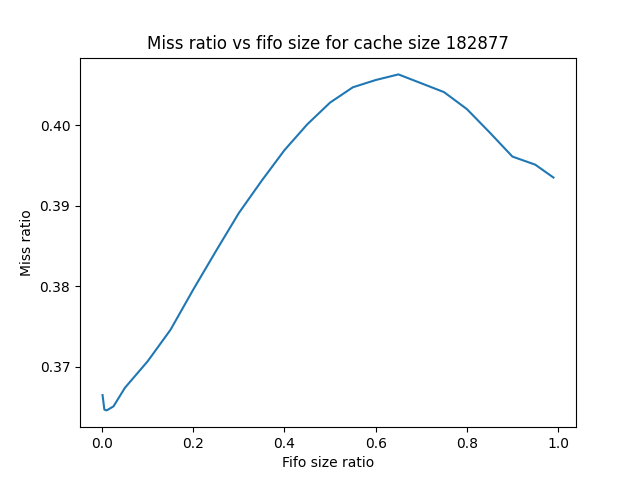 Miss ratio vs fifo size for cache size 182877
0.40
0.39
0.38
0.37
Miss ratio
0.0 0.2 0.4 0.6 0.8 1.0
Fifo size ratio